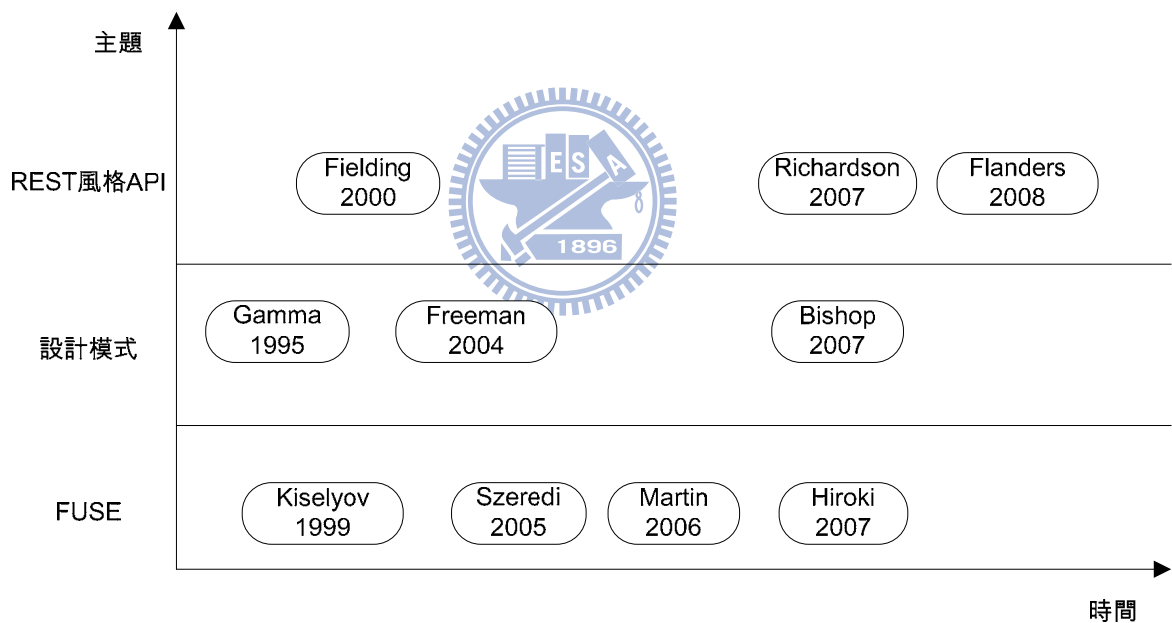 主題
REST風格API
Fielding
2000
Richardson
2007
Flanders
2008
E S A
1896
設計模式
Gamma
1995
Freeman
2004
Bishop
2007
FUSE
Kiselyov
1999
Szeredi
2005
Martin
2006
Hiroki
2007
時間